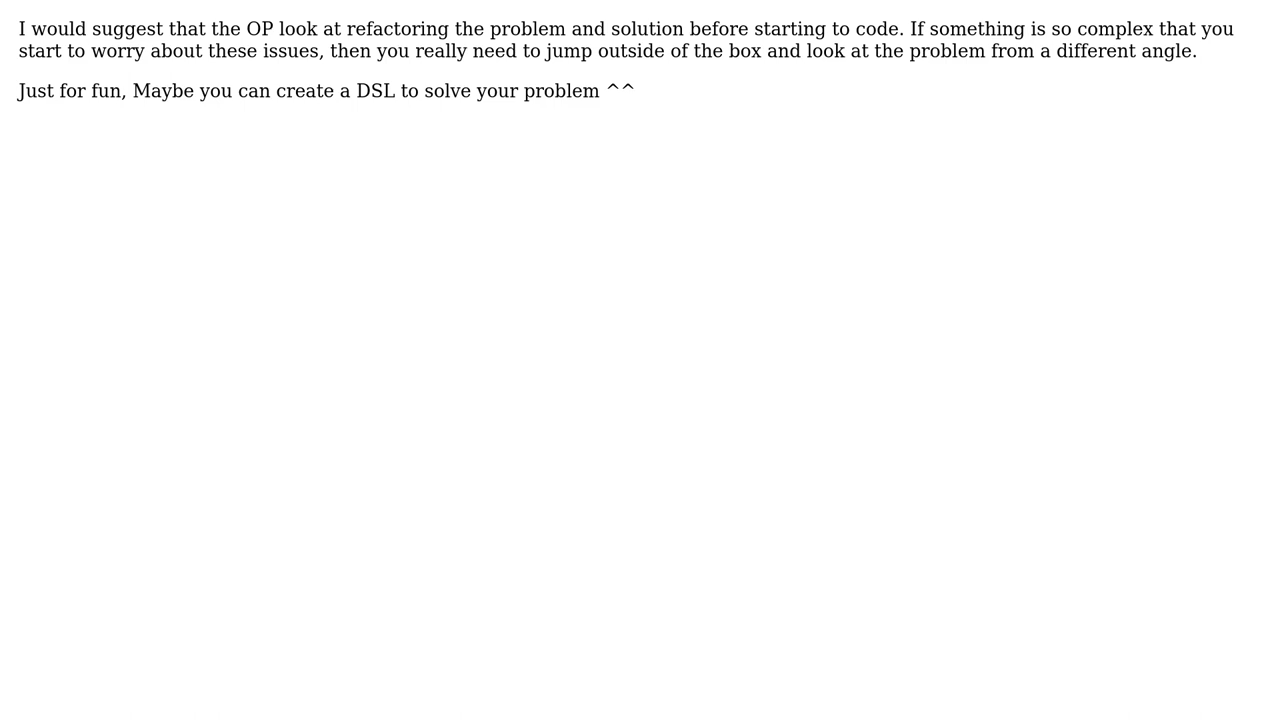 I would suggest that the OP look at refactoring the problem and solution before starting to code. If something is so complex that you
start to worry about these issues, then you really need to jump outside of the box and look at the problem from a different angle.
Just for fun, Maybe you can create a DSL to solve your problem ^^